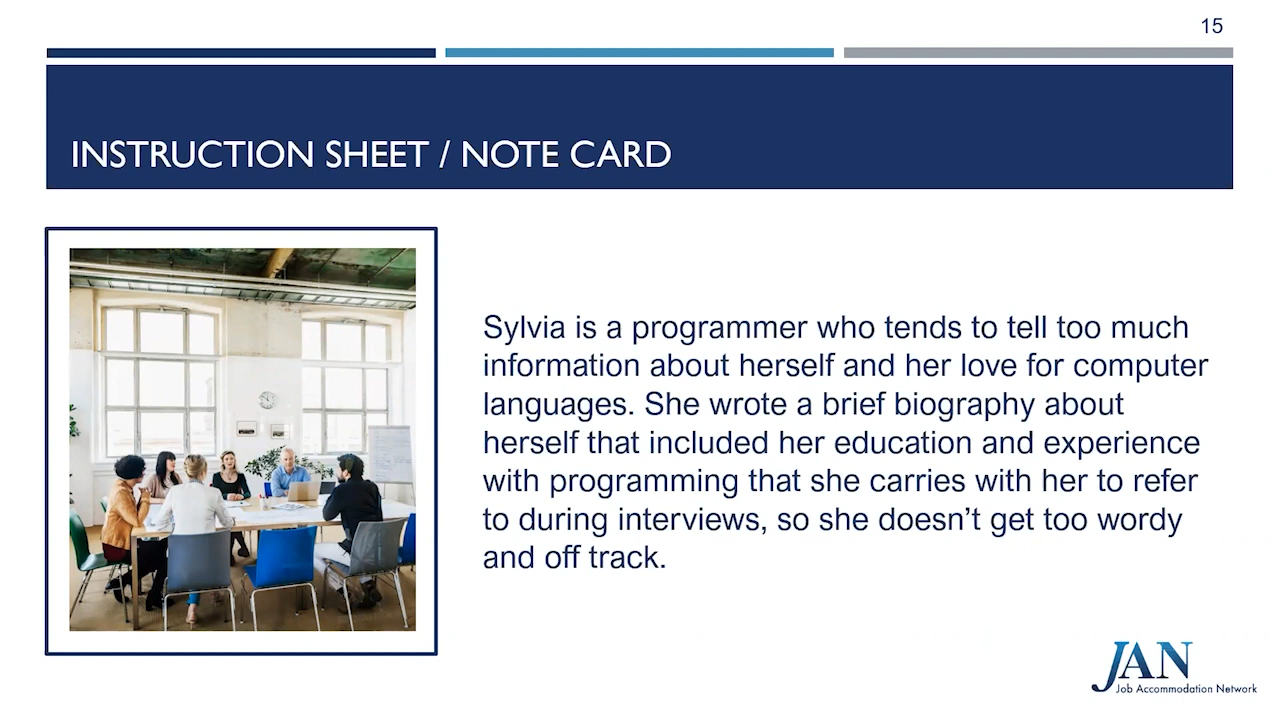 15
INSTRUCTION SHEET / NOTE CARD
Sylvia is a programmer who tends to tell too much
information about herself and her love for computer
languages. She wrote a brief biography about
herself that included her education and experience
with programming that she carries with her to refer
to during interviews, so she doesn’t get too wordy
and off track.
JAN
Job Accommodation Network